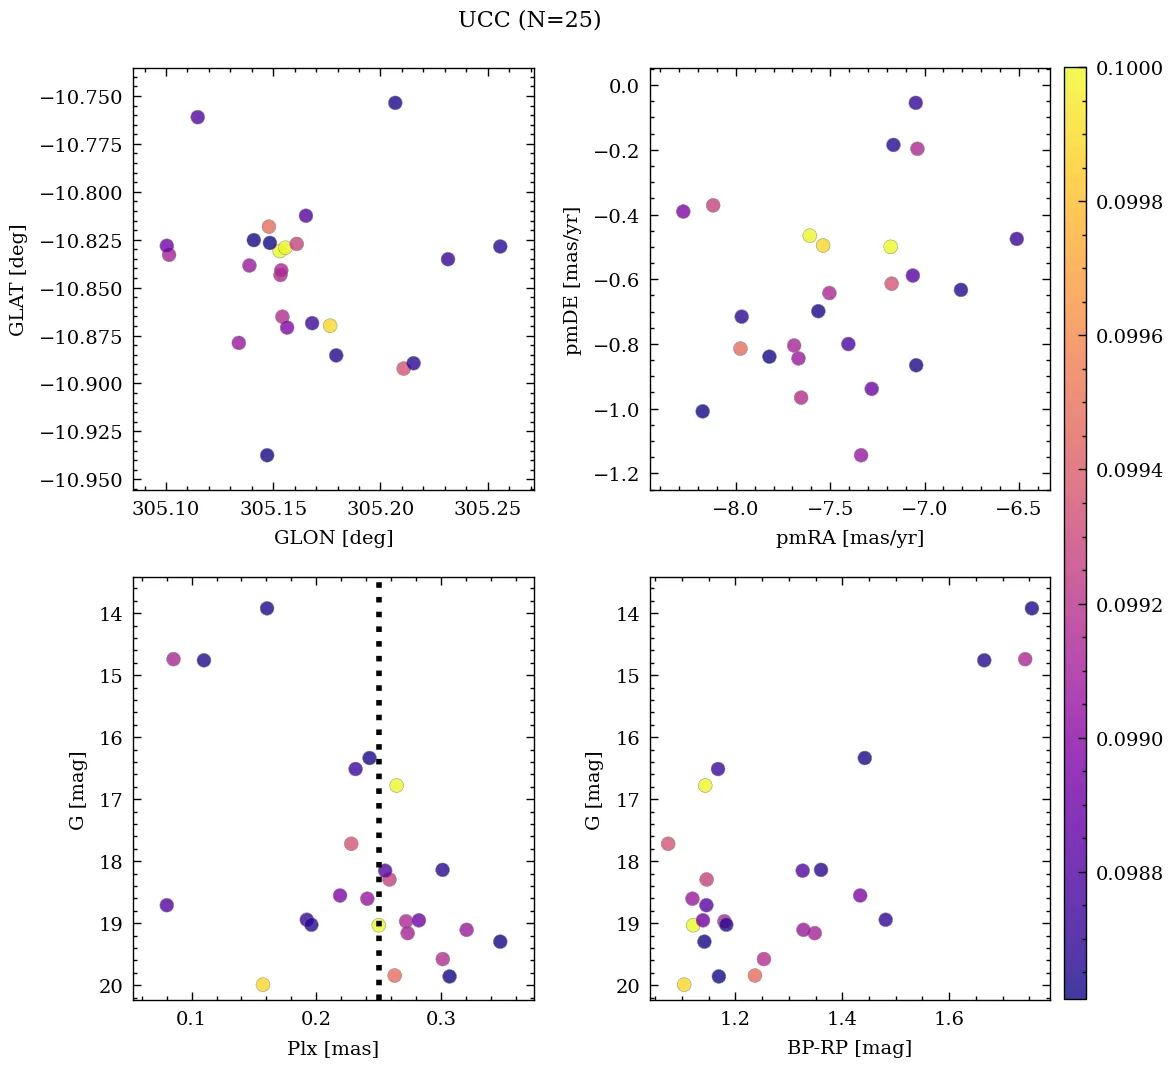 UCC (N=25)
−10.750
−10.775
−10.800
−10.825
−10.850
−10.875
−10.900
−10.925
−10.950
GLAT [deg]
305.10 305.15 305.20 305.25
GLON [deg]
0.0
−0.2
−0.4
−0.6
−0.8
−1.0
−1.2
pmDE [mas/yr]
−8.0 −7.5 −7.0 −6.5
pmRA [mas/yr]
14
15
16
17
18
19
20
G [mag]
0.1 0.2 0.3
Plx [mas]
14
15
16
17
18
19
20
G [mag]
1.2 1.4 1.6
BP-RP [mag]
0.1000
0.0998
0.0996
0.0994
0.0992
0.0990
0.0988